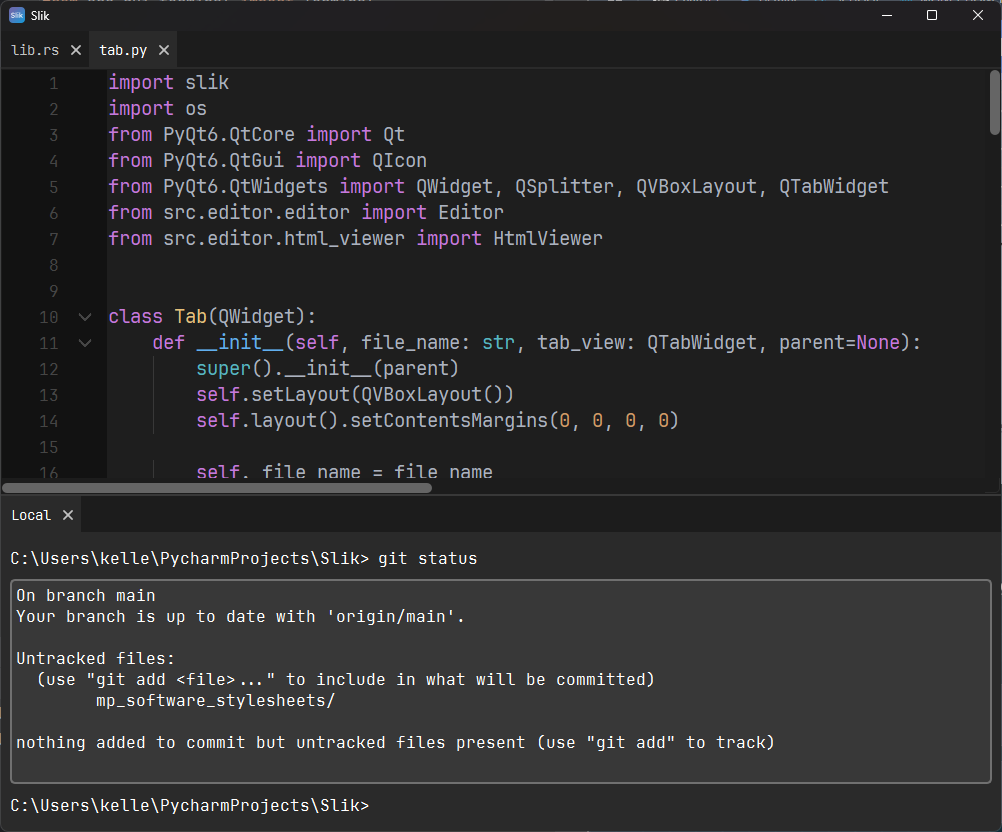 Slik
lib.rs
tab.py
1 import slik
2 import os
3 from PyQt6.QtCore import Qt
4 from PyQt6.QtGui import QIcon
5 from PyQt6.QtWidgets import QWidget, QSplitter, QVBoxLayout, QTabWidget
6 from src.editor.editor import Editor
7 from src.editor.html_viewer import HtmlViewer
8
9
10 class Tab(QWidget):
11     def __init__(self, file_name: str, tab_view: QTabWidget, parent=None):
12         super().__init__(parent)
13         self.setLayout(QVBoxLayout())
14         self.layout().setContentsMargins(0, 0, 0, 0)
15
16         self._file_name = file_name
Local
C:\Users\kelle\PycharmProjects\Slik> git status
On branch main
Your branch is up to date with 'origin/main'.
Untracked files:
  (use "git add <file>..." to include in what will be committed)
        mp_software_stylesheets/
nothing added to commit but untracked files present (use "git add" to track)
C:\Users\kelle\PycharmProjects\Slik>